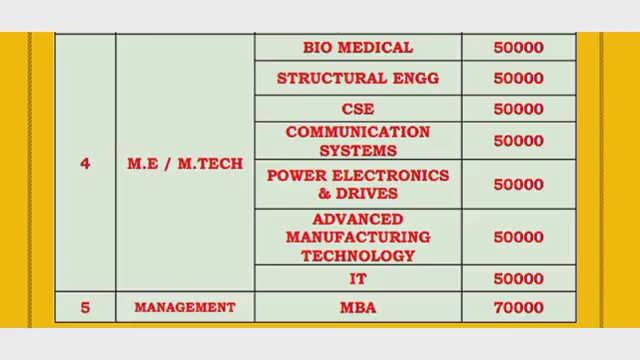 BIO MEDICAL 50000
STRUCTURAL ENGG 50000
CSE 50000
COMMUNICATION
SYSTEMS 50000
4 M.E / M.TECH
POWER ELECTRONICS
& DRIVES 50000
ADVANCED
MANUFACTURING
TECHNOLOGY 50000
IT 50000
5 MANAGEMENT MBA 70000